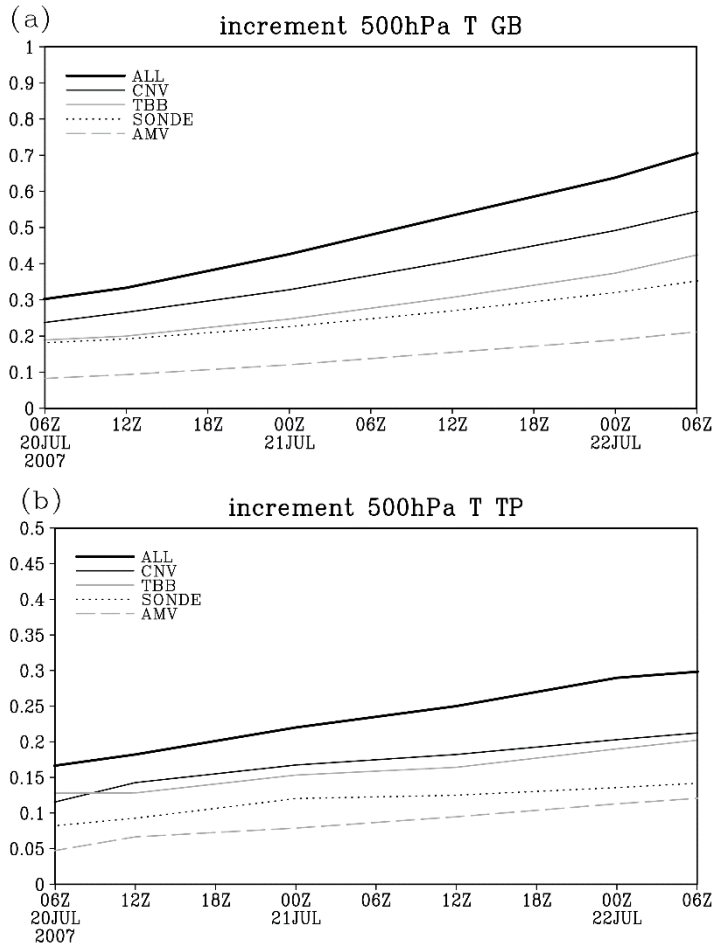 (a)
increment 500hPa T GB
1
0.9
0.8
0.7
0.6
0.5
0.4
0.3
0.2
0.1
0
ALL
CNV
TBB
SONDE
AMV
06Z 12Z 18Z 00Z 06Z 12Z 18Z 00Z 06Z
20JUL 21JUL 22JUL
2007
(b)
increment 500hPa T TP
0.5
0.45
0.4
0.35
0.3
0.25
0.2
0.15
0.1
0.05
0
ALL
CNV
TBB
SONDE
AMV
06Z 12Z 18Z 00Z 06Z 12Z 18Z 00Z 06Z
20JUL 21JUL 22JUL
2007